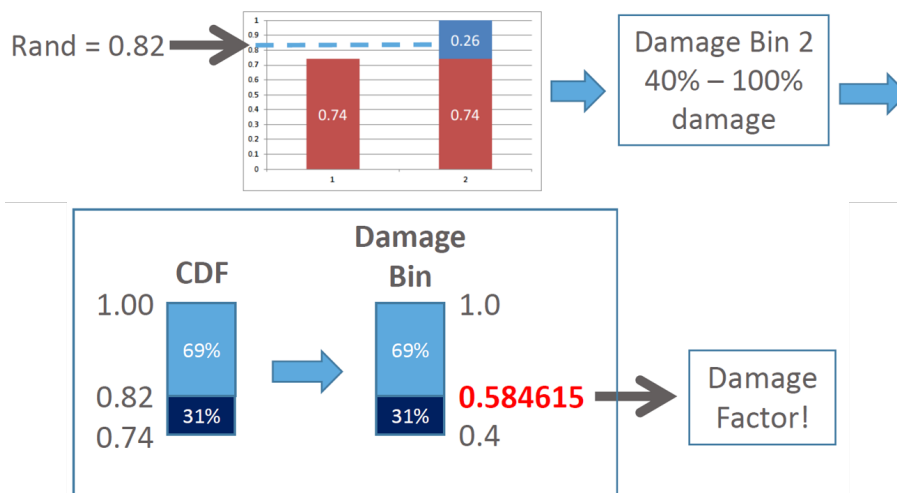 Rand = 0.82
1
0.9
0.8
0.7
0.6
0.5
0.4
0.3
0.2
0.1
0
0.74
0.26
0.74
1
2
Damage Bin 2
40% – 100%
damage
CDF
1.00
69%
0.82
31%
0.74
Damage
Bin
1.0
69%
0.584615
31%
0.4
Damage
Factor!